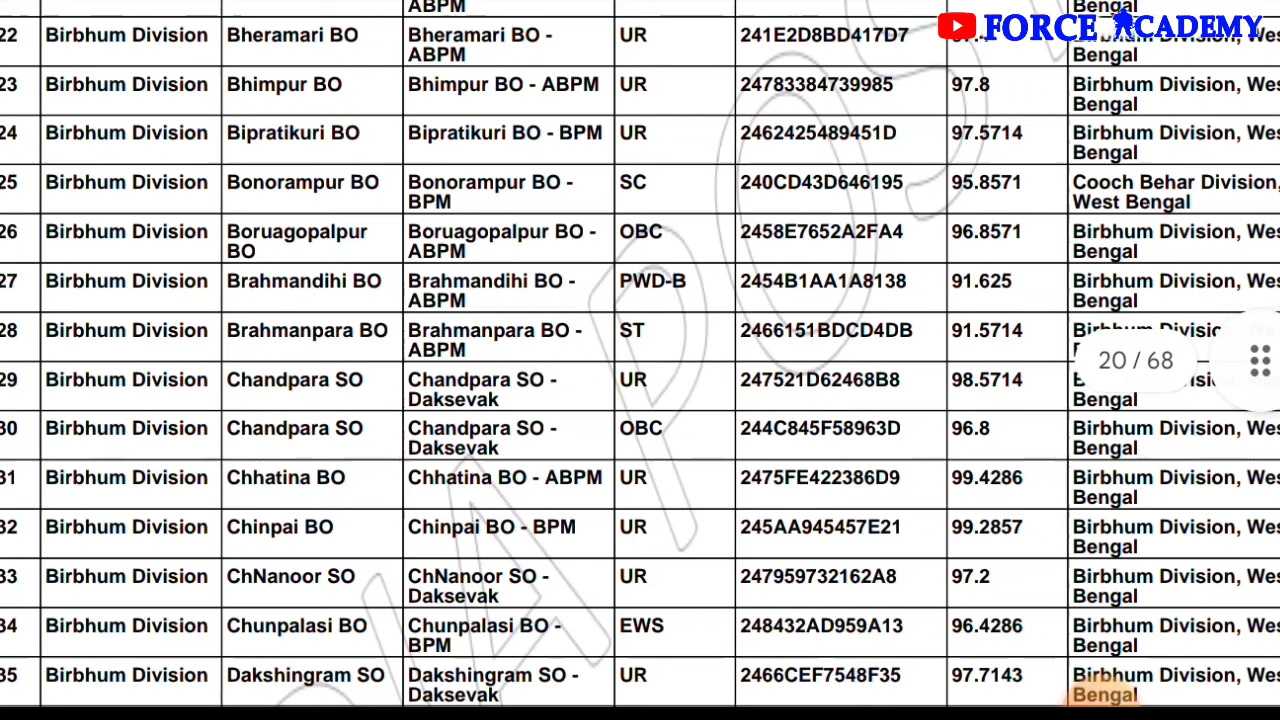 ABPM
Bengal
FORCE ACADEMY
22 Birbhum Division Bheramari BO Bheramari BO - UR 241E2D8BD417D7
ABPM Bengal
23 Birbhum Division Bhimpur BO Bhimpur BO - ABPM UR 24783384739985 97.8 Birbhum Division, Wes
Bengal
24 Birbhum Division Bipratikuri BO Bipratikuri BO - BPM UR 2462425489451D 97.5714 Birbhum Division, Wes
Bengal
25 Birbhum Division Bonorampur BO Bonorampur BO - SC 240CD43D646195 95.8571 Cooch Behar Division,
BPM West Bengal
26 Birbhum Division Boruagopalpur Boruagopalpur BO - OBC 2458E7652A2FA4 96.8571 Birbhum Division, Wes
BO ABPM Bengal
27 Birbhum Division Brahmandihi BO Brahmandihi BO - PWD-B 2454B1AA1A8138 91.625 Birbhum Division, Wes
ABPM Bengal
28 Birbhum Division Brahmanpara BO Brahmanpara BO - ST 2466151BDCD4DB 91.5714
ABPM
20 / 68
29 Birbhum Division Chandpara SO Chandpara SO - UR 247521D62468B8 98.5714
Daksevak Bengal
30 Birbhum Division Chandpara SO Chandpara SO - OBC 244C845F58963D 96.8 Birbhum Division, Wes
Daksevak Bengal
31 Birbhum Division Chhatina BO Chhatina BO - ABPM UR 2475FE422386D9 99.4286 Birbhum Division, Wes
Bengal
32 Birbhum Division Chinpai BO Chinpai BO - BPM UR 245AA945457E21 99.2857 Birbhum Division, Wes
Bengal
33 Birbhum Division ChNanoor SO ChNanoor SO - UR 247959732162A8 97.2 Birbhum Division, Wes
Daksevak Bengal
34 Birbhum Division Chunpalasi BO Chunpalasi BO - EWS 248432AD959A13 96.4286 Birbhum Division, Wes
BPM Bengal
35 Birbhum Division Dakshingram SO Dakshingram SO - UR 2466CEF7548F35 97.7143 Birbhum Division, Wes
Daksevak Bengal